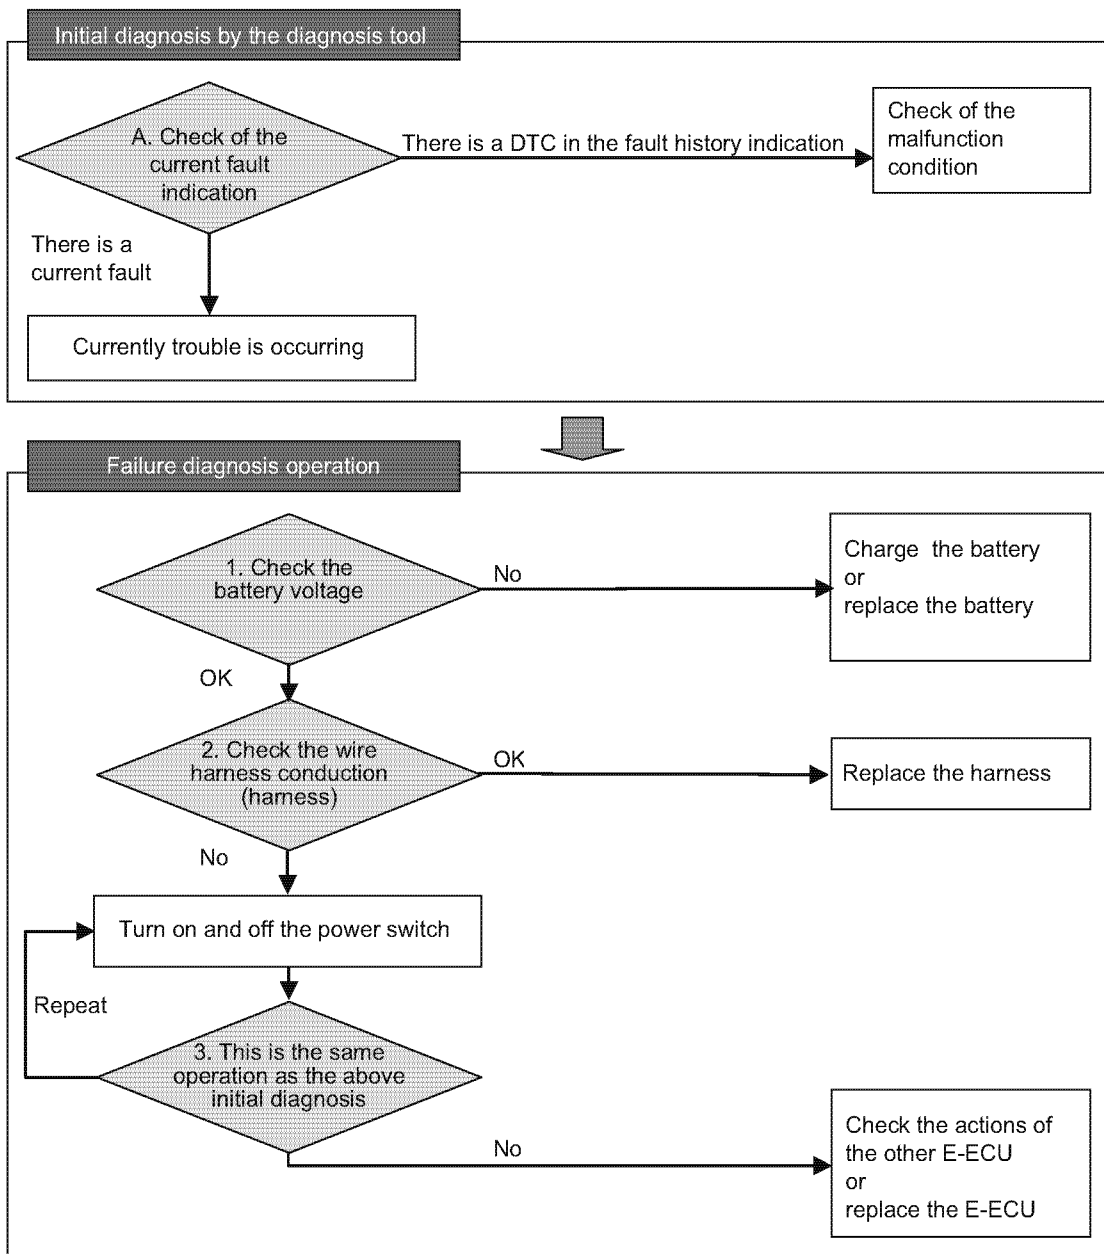 Initial diagnosis by the diagnosis tool
A. Check of the
current fault
indication
There is a DTC in the fault history indication
Check of the
malfunction
condition
There is a
current fault
Currently trouble is occurring
Failure diagnosis operation
1. Check the
battery voltage
No
Charge the battery
or
replace the battery
OK
2. Check the wire
harness conduction
(harness)
OK
Replace the harness
No
Turn on and off the power switch
Repeat
3. This is the same
operation as the above
initial diagnosis
No
Check the actions of
the other E-ECU
or
replace the E-ECU